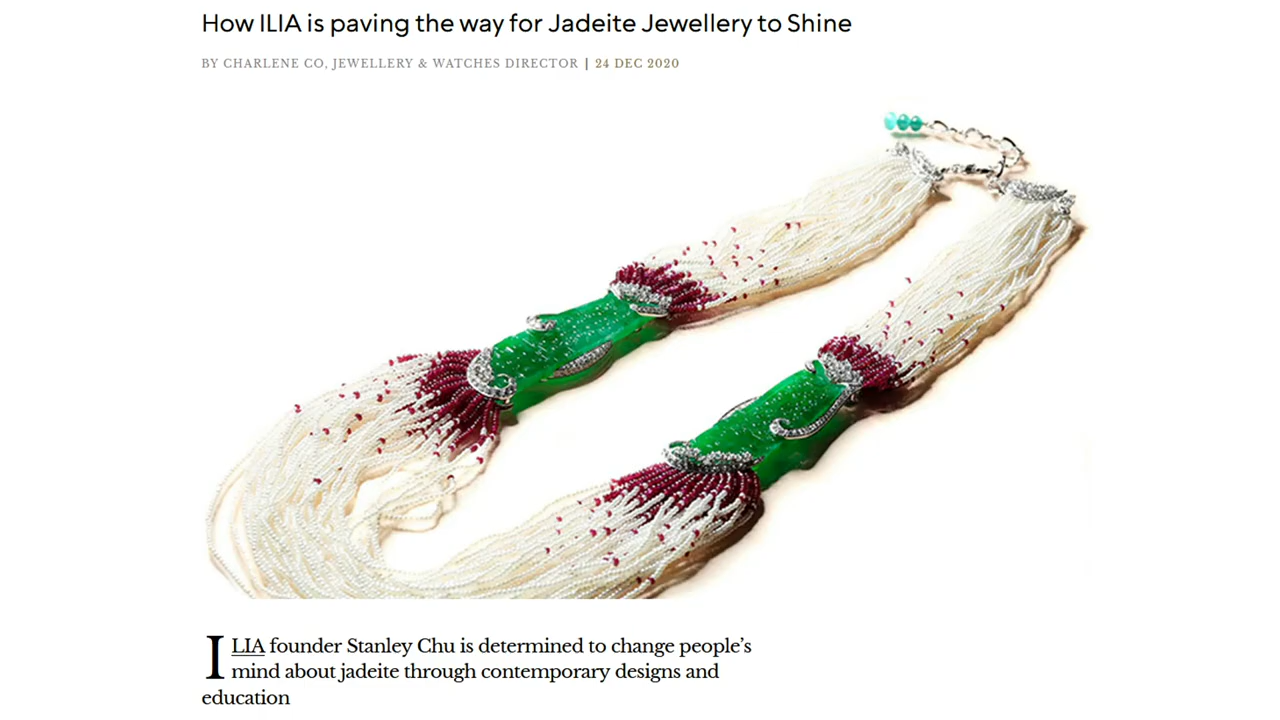 How ILIA is paving the way for Jadeite Jewellery to Shine
BY CHARLENE CO, JEWELLERY & WATCHES DIRECTOR | 24 DEC 2020
ILIA founder Stanley Chu is determined to change people’s
mind about jadeite through contemporary designs and
education